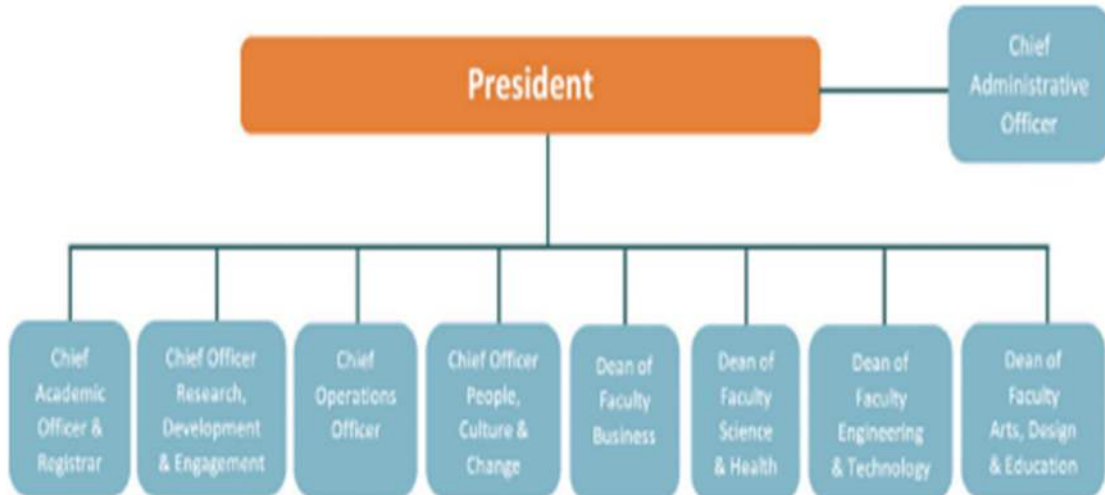 President
Chief
Administrative
Officer
Chief
Academic
Officer &
Registrar
Chief Officer
Research,
Development
& Engagement
Chief
Operations
Officer
Chief Officer
People,
Culture &
Change
Dean of
Faculty
Business
Dean of
Faculty
Science
& Health
Dean of
Faculty
Engineering
& Technology
Dean of
Faculty
Arts, Design
& Education